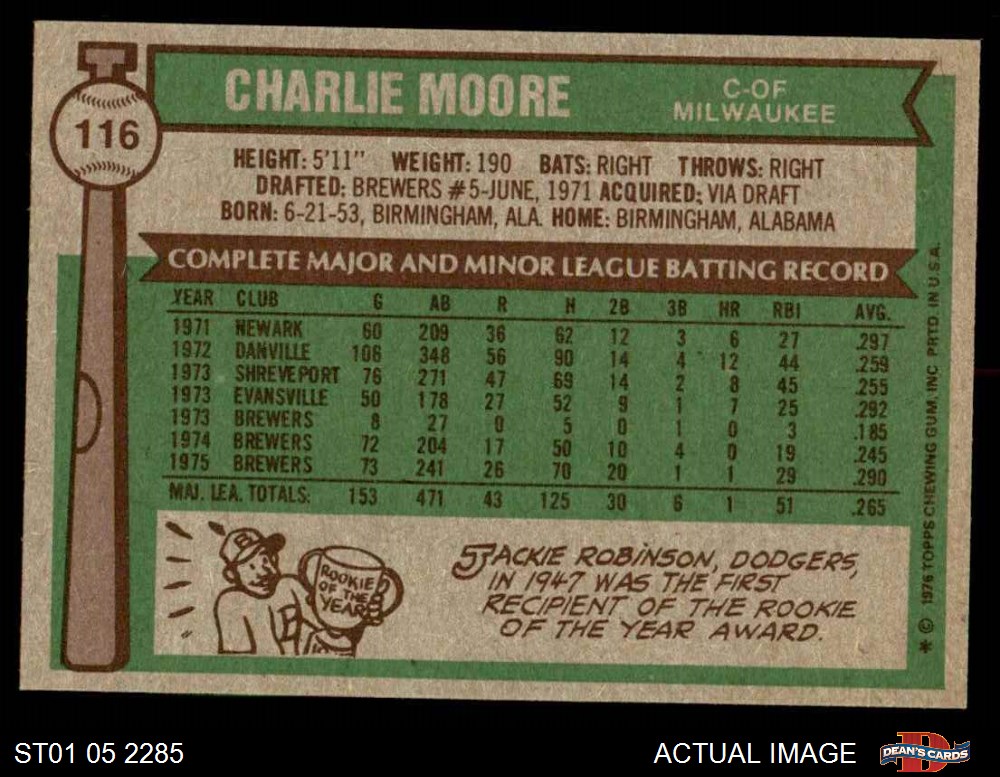 116
CHARLIE MOORE
C-OF
MILWAUKEE
HEIGHT: 5'11" WEIGHT: 190 BATS: RIGHT THROWS: RIGHT
DRAFTED: BREWERS #5-JUNE, 1971 ACQUIRED: VIA DRAFT
BORN: 6-21-53, BIRMINGHAM, ALA. HOME: BIRMINGHAM, ALABAMA
COMPLETE MAJOR AND MINOR LEAGUE BATTING RECORD
YEAR CLUB G AB R H 2B 3B HR RBI AVG.
1971 NEWARK 60 209 36 62 12 3 6 27 .297
1972 DANVILLE 106 348 56 90 14 4 12 44 .259
1973 SHREVEPORT 76 271 47 69 14 2 8 45 .255
1973 EVANSVILLE 50 178 27 52 9 1 7 25 .292
1973 BREWERS 8 27 0 5 0 1 0 3 .185
1974 BREWERS 72 204 17 50 10 4 0 19 .245
1975 BREWERS 73 241 26 70 20 1 1 29 .290
MAJ. LEA. TOTALS: 153 471 43 125 30 6 1 51 .265
ROOKIE
OF THE
YEAR
B
JACKIE ROBINSON, DODGERS,
IN 1947 WAS THE FIRST
RECIPIENT OF THE ROOKIE
OF THE YEAR AWARD.
* © 1976 TOPPS CHEWING GUM, INC. PRTD. IN U.S.A.
ST01 05 2285
ACTUAL IMAGE
DEAN'S CARDS